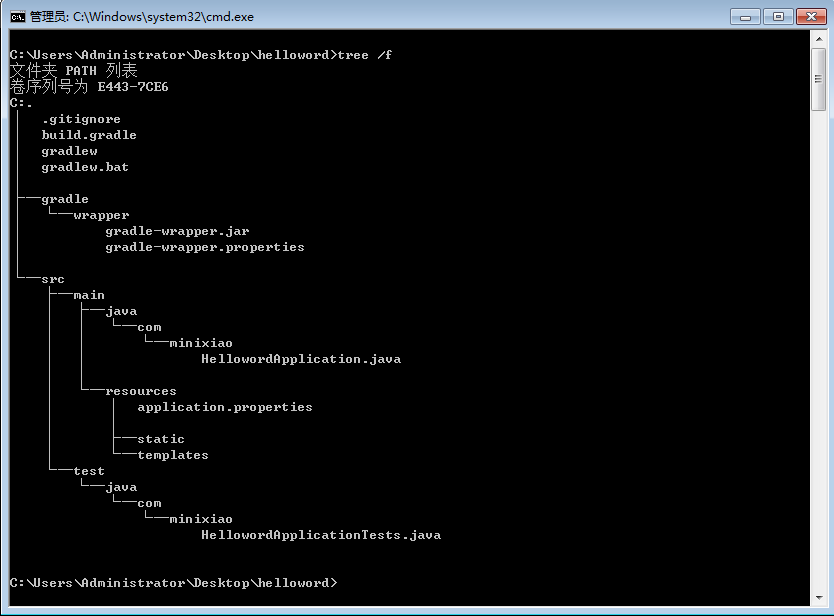 管理员: C:\Windows\system32\cmd.exe
C:\Users\Administrator\Desktop\helloword>tree /f
文件夹 PATH 列表
卷序列号为 E443-7CE6
C:.
│   .gitignore
│   build.gradle
│   gradlew
│   gradlew.bat
│
├──gradle
│   └──wrapper
│           gradle-wrapper.jar
│           gradle-wrapper.properties
│
└──src
    ├──main
    │   ├──java
    │   │   └──com
    │   │       └──minixiao
    │   │               HellowordApplication.java
    │   │
    │   └──resources
    │       │   application.properties
    │       │
    │       ├──static
    │       └──templates
    └──test
        └──java
            └──com
                └──minixiao
                        HellowordApplicationTests.java
C:\Users\Administrator\Desktop\helloword>